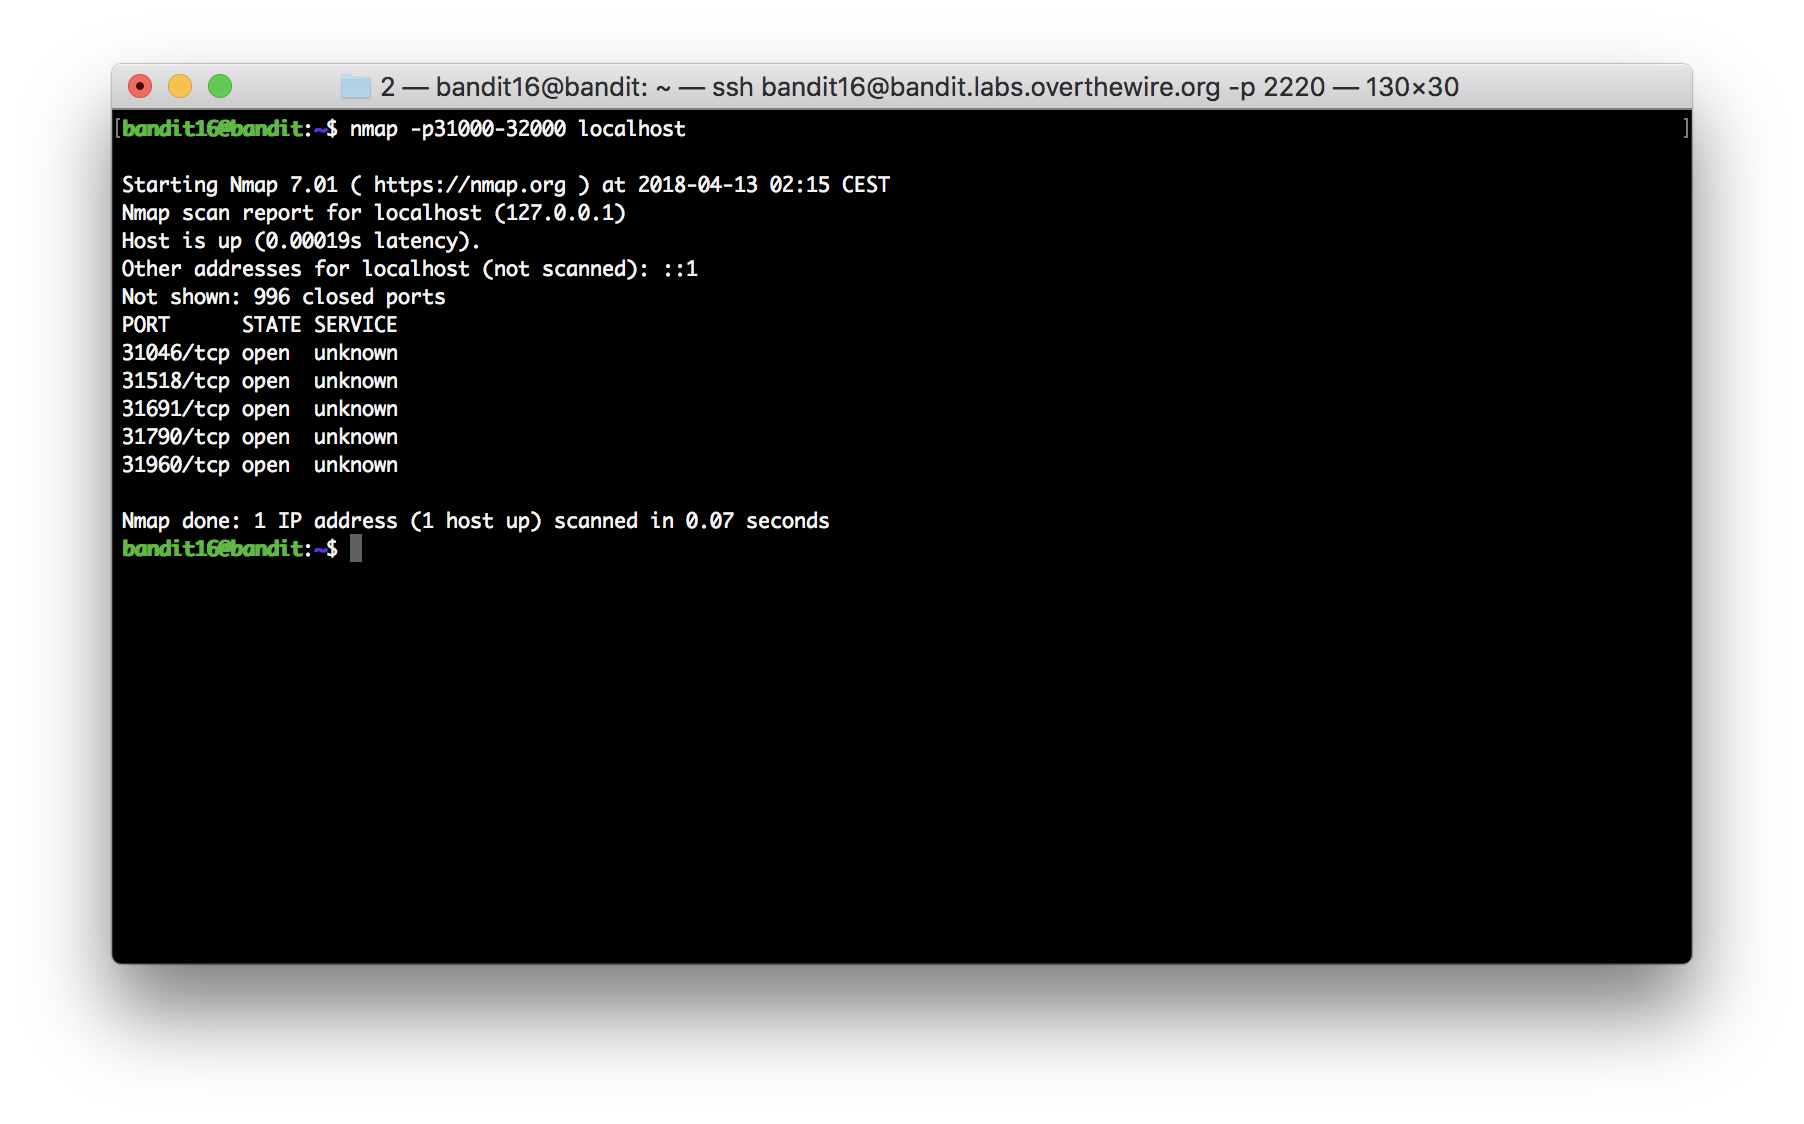 2 — bandit16@bandit: ~ — ssh bandit16@bandit.labs.overthewire.org -p 2220 — 130×30
[bandit16@bandit:~$ nmap -p31000-32000 localhost ]
Starting Nmap 7.01 ( https://nmap.org ) at 2018-04-13 02:15 CEST
Nmap scan report for localhost (127.0.0.1)
Host is up (0.00019s latency).
Other addresses for localhost (not scanned): ::1
Not shown: 996 closed ports
PORT      STATE SERVICE
31046/tcp open  unknown
31518/tcp open  unknown
31691/tcp open  unknown
31790/tcp open  unknown
31960/tcp open  unknown
Nmap done: 1 IP address (1 host up) scanned in 0.07 seconds
bandit16@bandit:~$